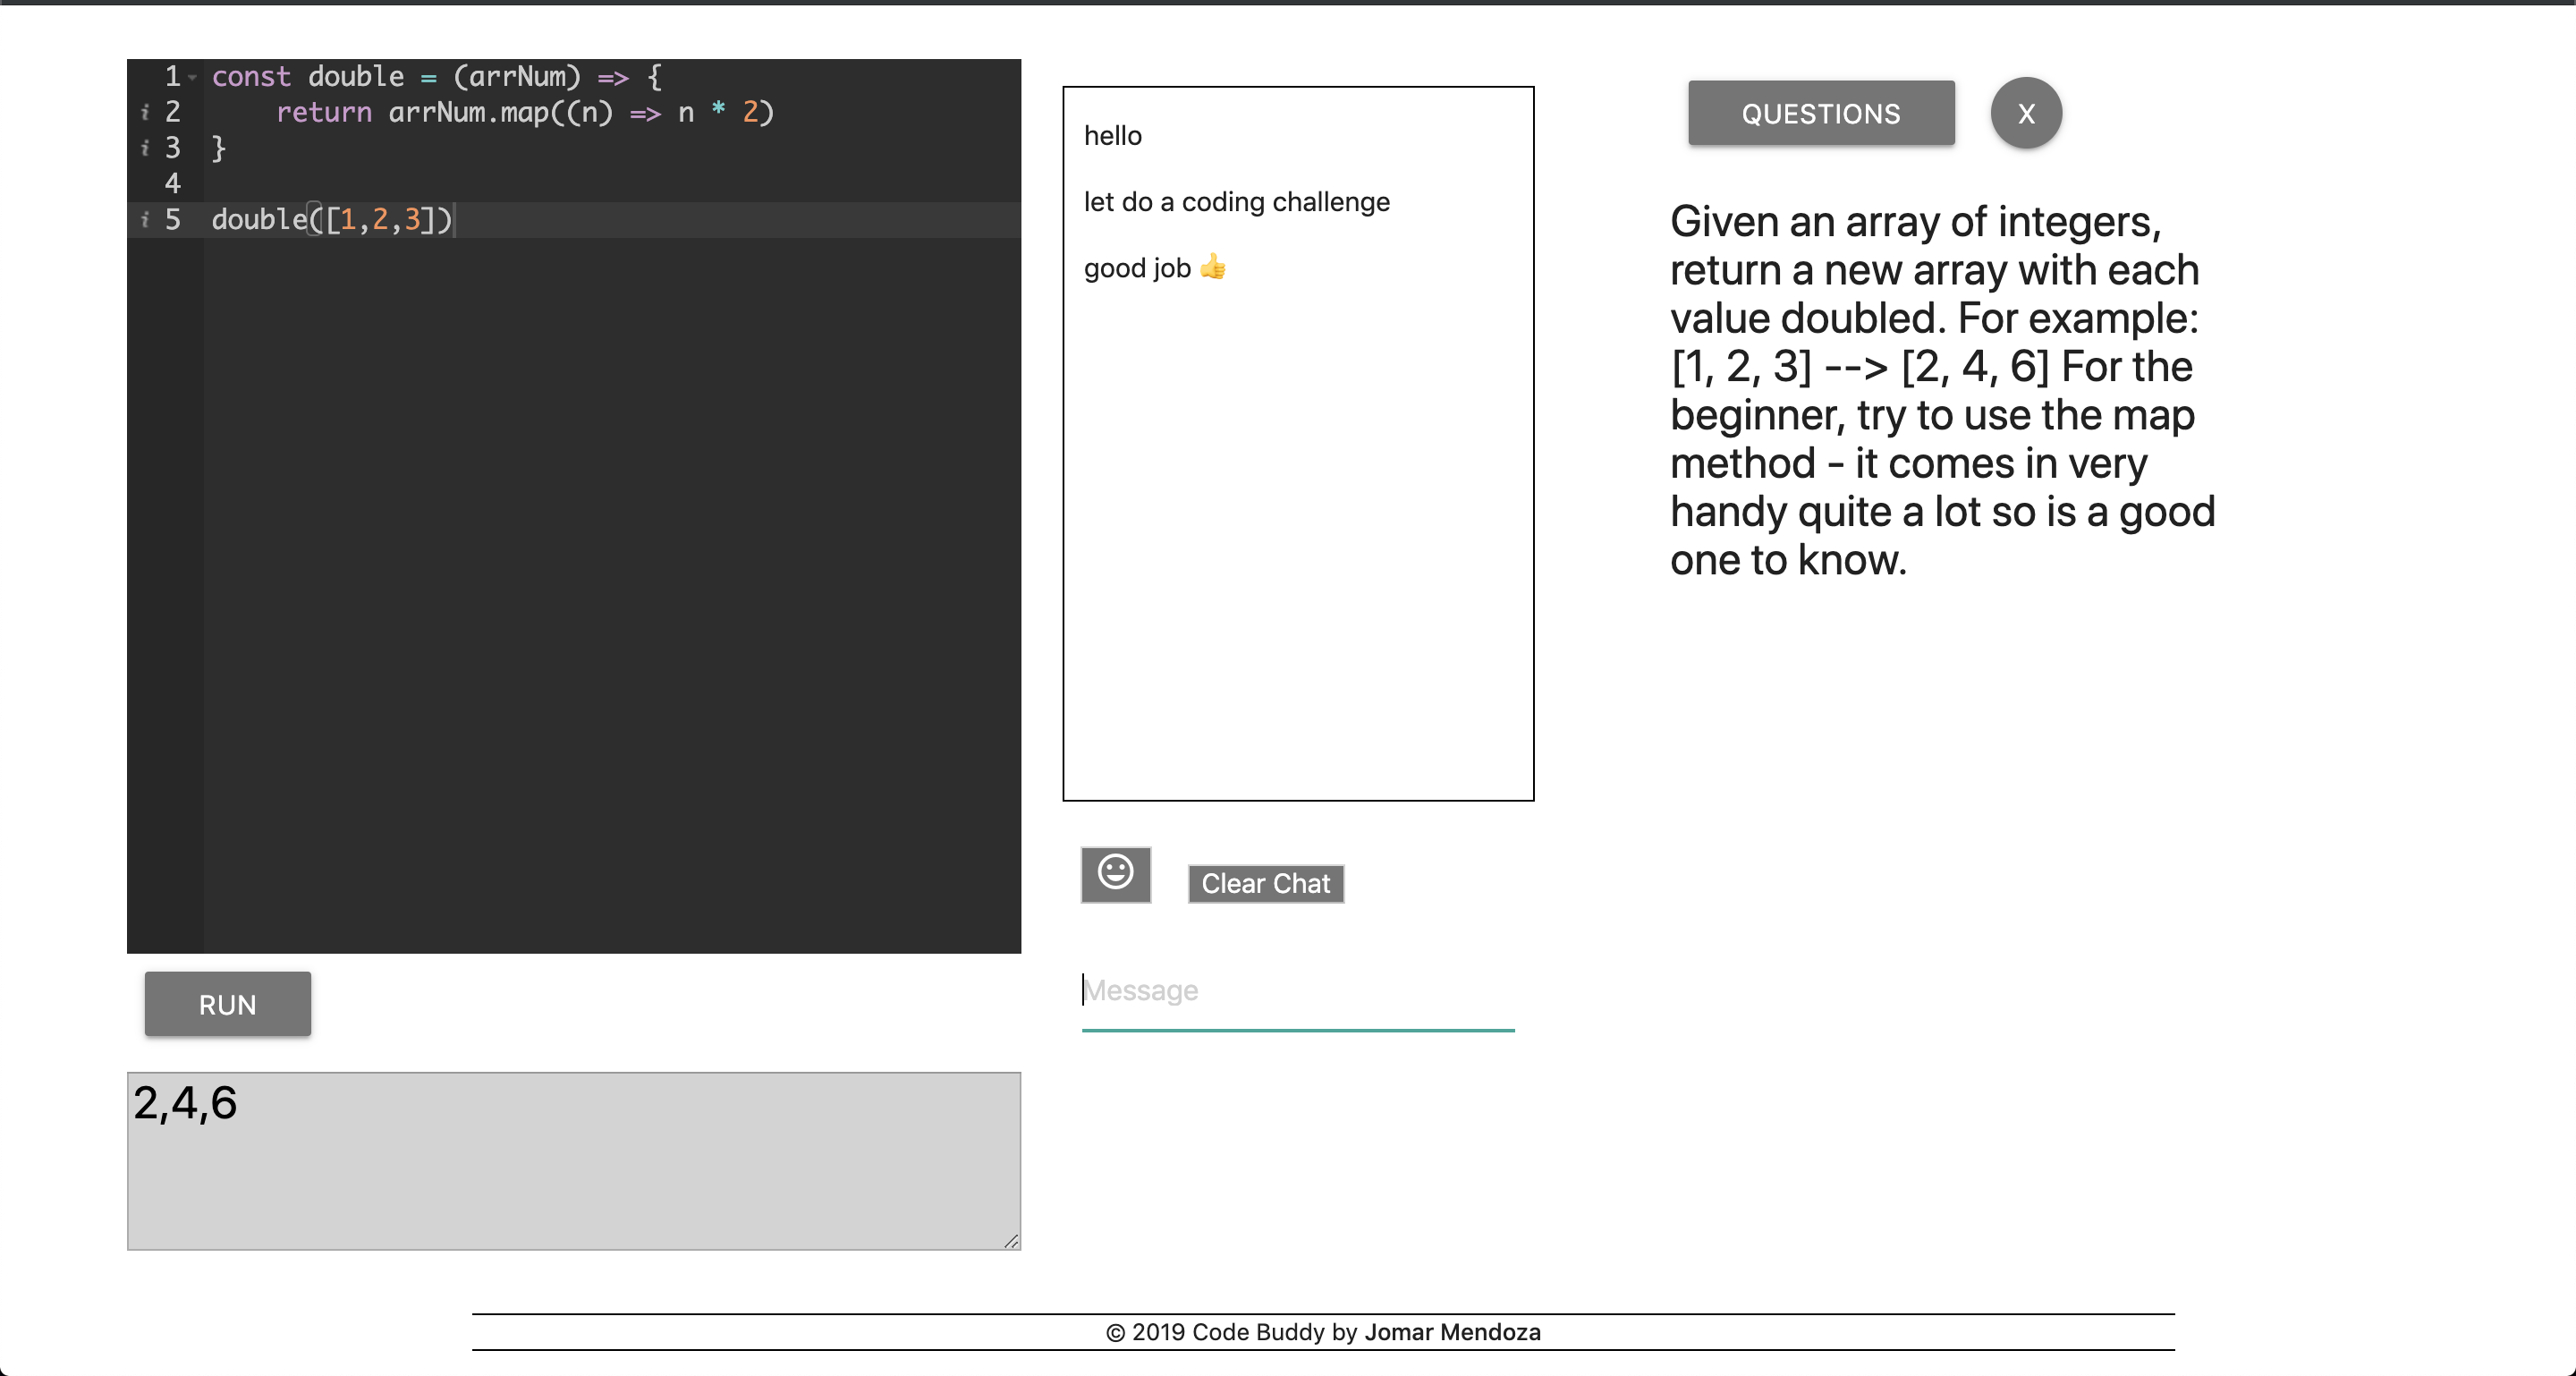 1 const double = (arrNum) => {
i 2     return arrNum.map((n) => n * 2)
i 3 }
4
i 5 double([1,2,3])
RUN
2,4,6
hello
let do a coding challenge
good job 👍
Clear Chat
Message
QUESTIONS
X
Given an array of integers,
return a new array with each
value doubled. For example:
[1, 2, 3] --> [2, 4, 6] For the
beginner, try to use the map
method - it comes in very
handy quite a lot so is a good
one to know.
© 2019 Code Buddy by Jomar Mendoza